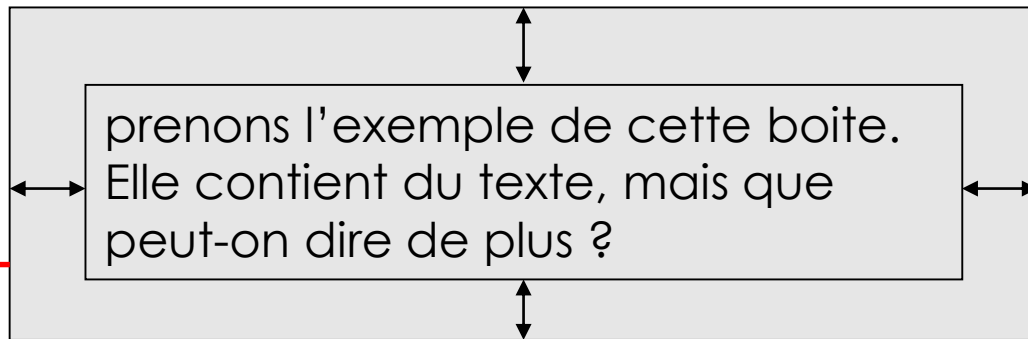 prenons l’exemple de cette boite.
Elle contient du texte, mais que
peut-on dire de plus ?